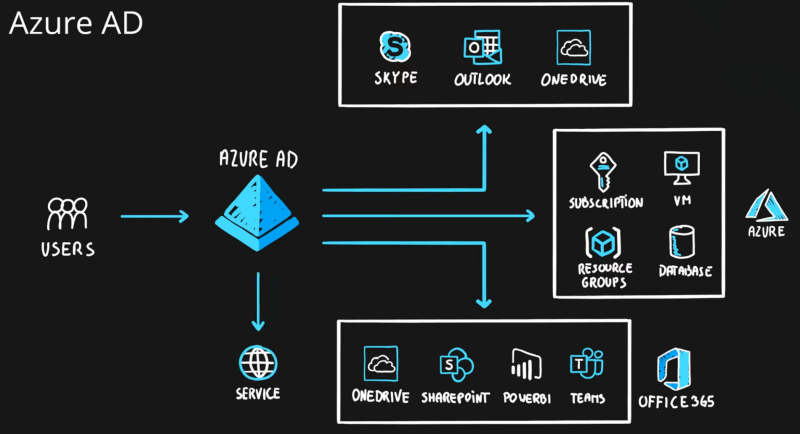 Azure AD
SKYPE
OUTLOOK
ONEDRIVE
AZURE AD
USERS
SUBSCRIPTION
VM
RESOURCE
GROUPS
DATABASE
AZURE
SERVICE
ONEDRIVE
SHAREPOINT
POWERBI
TEAMS
OFFICE365